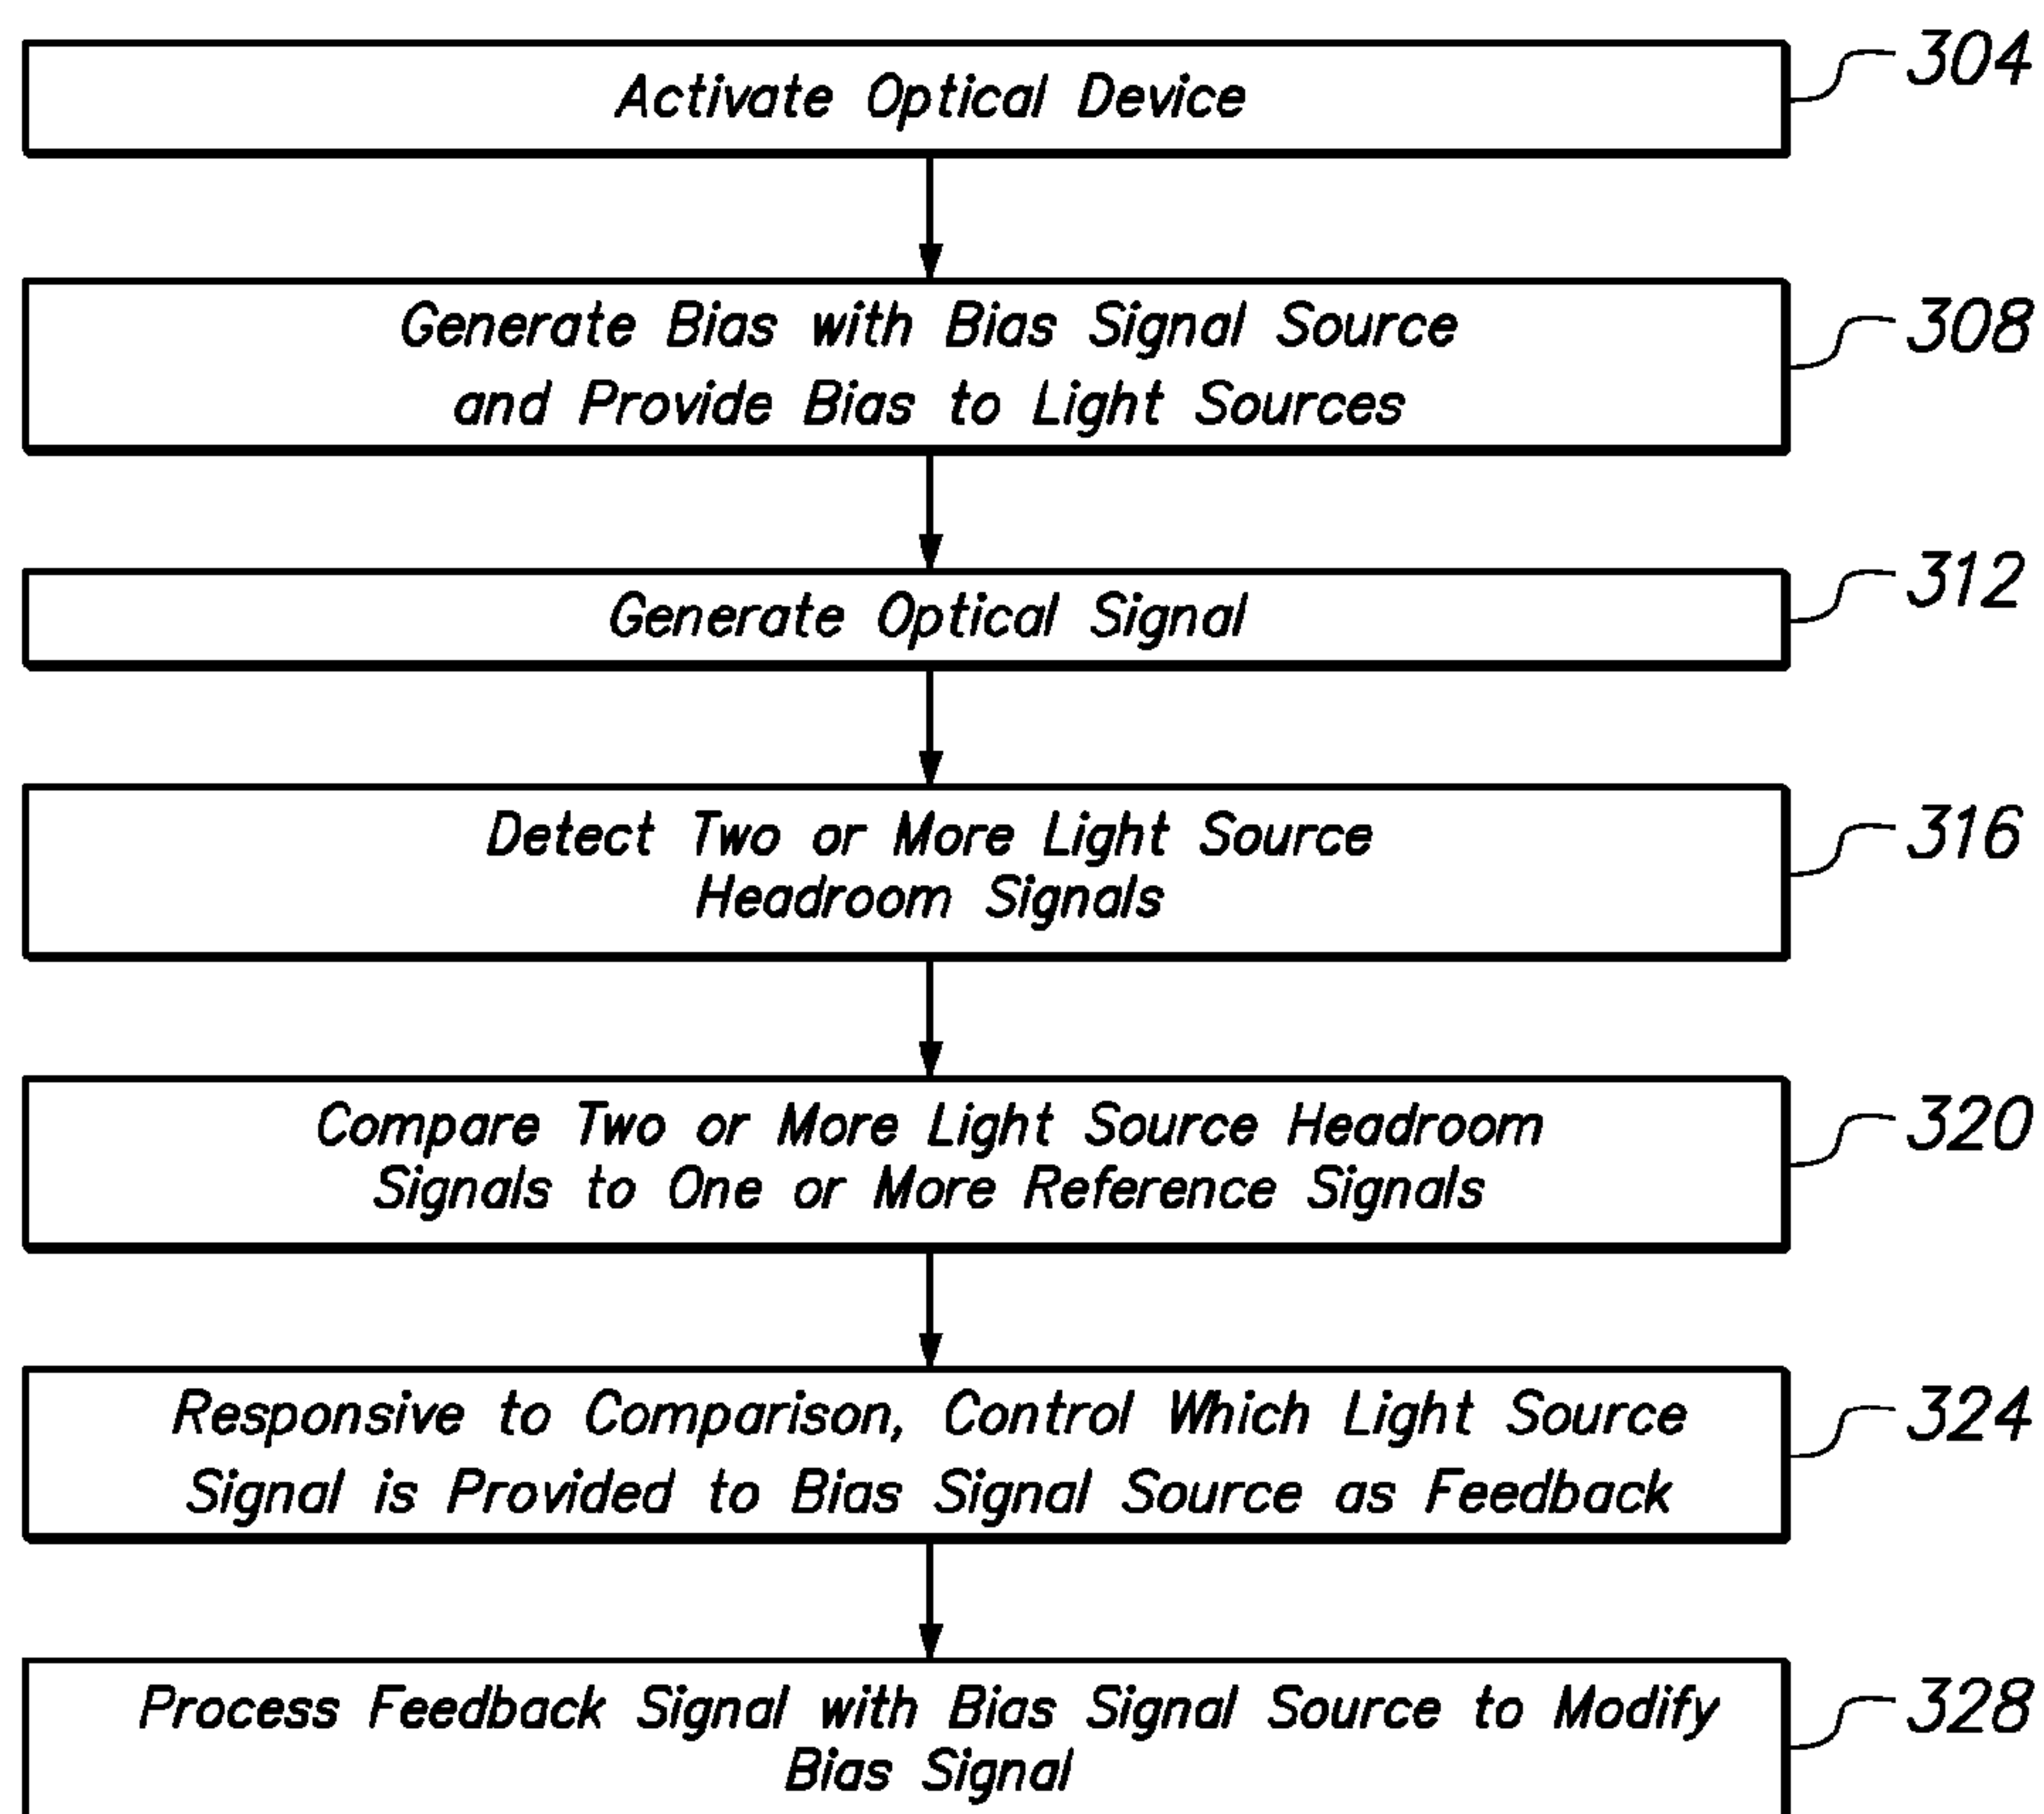 Activate Optical Device
304
Generate Bias with Bias Signal Source
and Provide Bias to Light Sources
308
Generate Optical Signal
312
Detect Two or More Light Source
Headroom Signals
316
Compare Two or More Light Source Headroom
Signals to One or More Reference Signals
320
Responsive to Comparison, Control Which Light Source
Signal is Provided to Bias Signal Source as Feedback
324
Process Feedback Signal with Bias Signal Source to Modify
Bias Signal
328